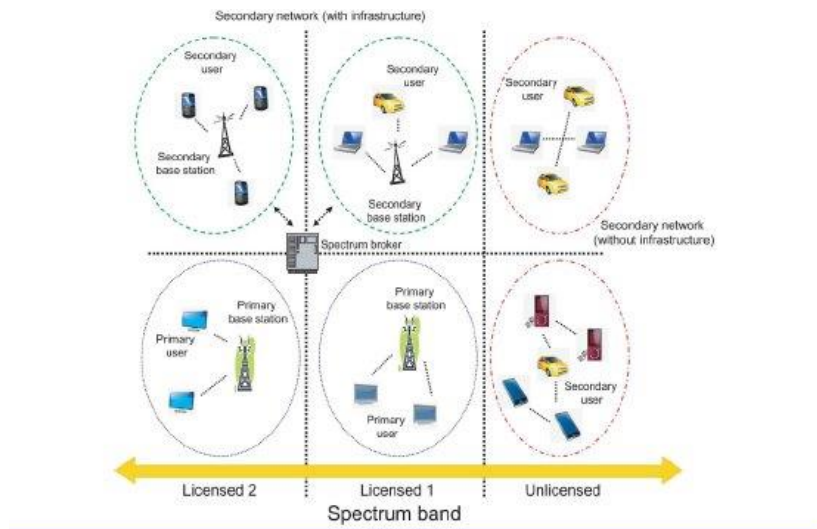 Secondary network (with infrastructure)
Secondary
user
Secondary
base station
Secondary
user
Secondary
base station
Secondary
user
Secondary network
(without infrastructure)
Spectrum broker
Primary
base station
Primary
user
Primary
base station
Primary
user
Secondary
user
Licensed 2
Licensed 1
Unlicensed
Spectrum band